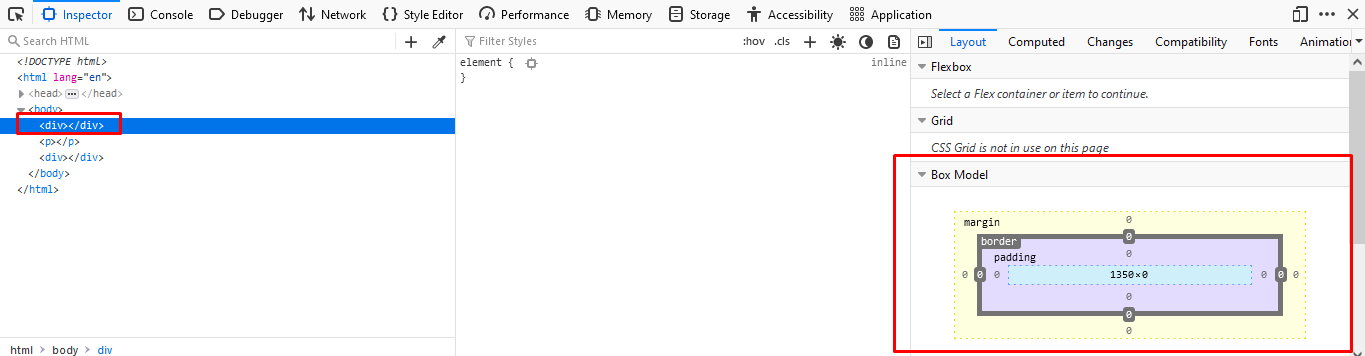 Inspector Console Debugger Network Style Editor Performance Memory Storage Accessibility Application
Search HTML
<!DOCTYPE html>
<html lang="en">
<head> ••• </head>
<body>
<div></div>
<p></p>
<div></div>
</body>
</html>
html > body > div
Filter Styles :hov .cls
element { inline
}
Layout Computed Changes Compatibility Fonts Animation
Flexbox
Select a Flex container or item to continue.
Grid
CSS Grid is not in use on this page
Box Model
margin 0
border 0
padding 0
0 0 0 1350×0 0 0 0
0
0
0